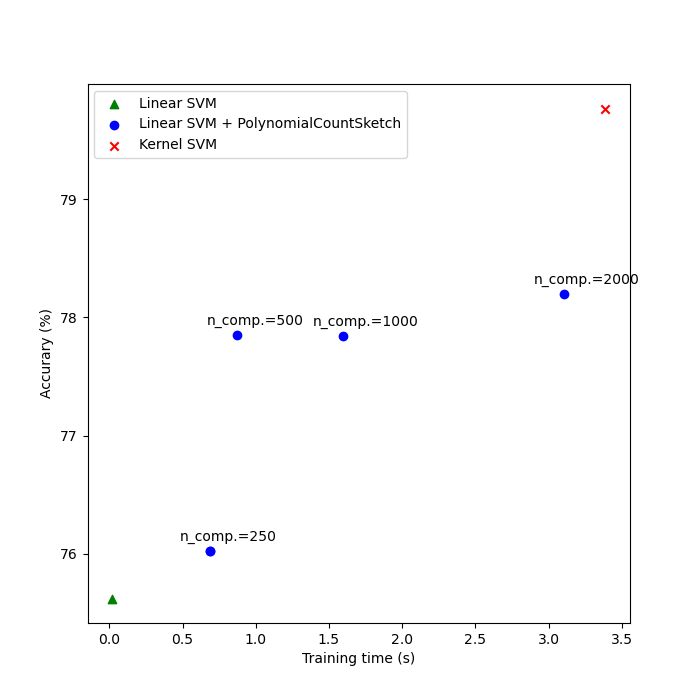 Linear SVM
Linear SVM + PolynomialCountSketch
Kernel SVM
79
78
77
76
Accurary (%)
n_comp.=2000
n_comp.=500
n_comp.=1000
n_comp.=250
0.0
0.5
1.0
1.5
2.0
2.5
3.0
3.5
Training time (s)